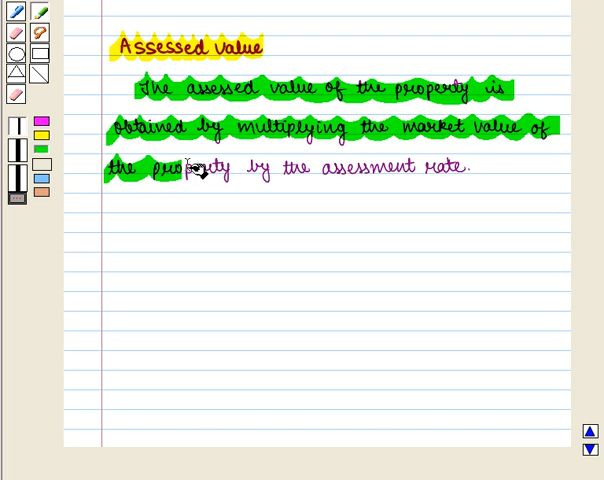 Assessed value
The assessed value of the property is
obtained by multiplying the market value of
the property by the assessment rate.